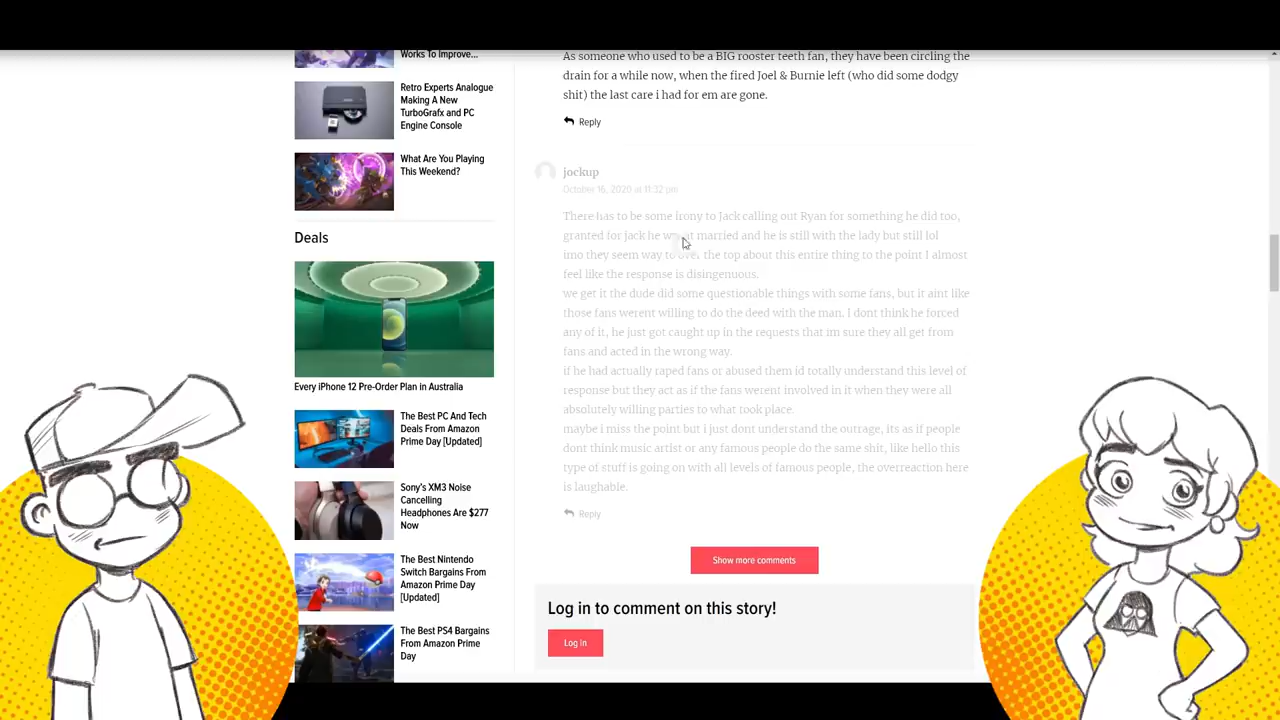 Works To Improve...
Retro Experts Analogue
Making A New
TurboGrafx and PC
Engine Console
What Are You Playing
This Weekend?
Deals
Every iPhone 12 Pre-Order Plan in Australia
The Best PC And Tech
Deals From Amazon
Prime Day [Updated]
Sony's XM3 Noise
Cancelling
Headphones Are $277
Now
The Best Nintendo
Switch Bargains From
Amazon Prime Day
[Updated]
The Best PS4 Bargains
From Amazon Prime
Day
As someone who used to be a BIG rooster teeth fan, they have been circling the
drain for a while now, when the fired Joel & Burnie left (who did some dodgy
shit) the last care i had for em are gone.
Reply
jockup
October 16, 2020 at 11:32 pm
There has to be some irony to Jack calling out Ryan for something he did too,
granted for jack he married and he is still with the lady but still lol
imo they seem way to the top about this entire thing to the point I almost
feel like the response is disingenuous.
we get it the dude did some questionable things with some fans, but it aint like
those fans werent willing to do the deed with the man. I dont think he forced
any of it, he just got caught up in the requests that im sure they all get from
fans and acted in the wrong way.
if he had actually raped fans or abused them id totally understand this level of
response but they act as if the fans werent involved in it when they were all
absolutely willing parties to what took place.
maybe i miss the point but i just dont understand the outrage, its as if people
dont think music artist or any famous people do the same shit, like hello this
type of stuff is going on with all levels of famous people, the overreaction here
is laughable.
Reply
Show more comments
Log in to comment on this story!
Log In